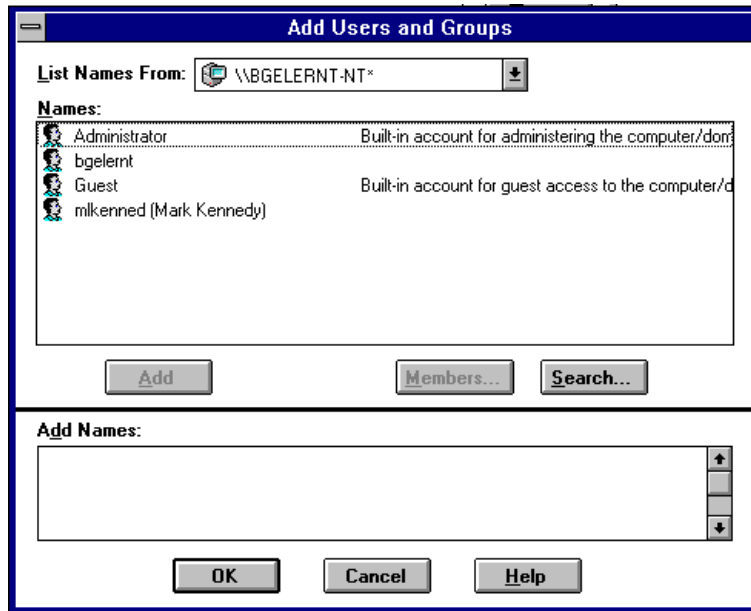 Add Users and Groups
List Names From: \\BGELERNT-NT*
Names:
Administrator Built-in account for administering the computer/dom
bgelernt
Guest Built-in account for guest access to the computer/d
mlkenned (Mark Kennedy)
Add Members... Search...
Add Names:
OK Cancel Help